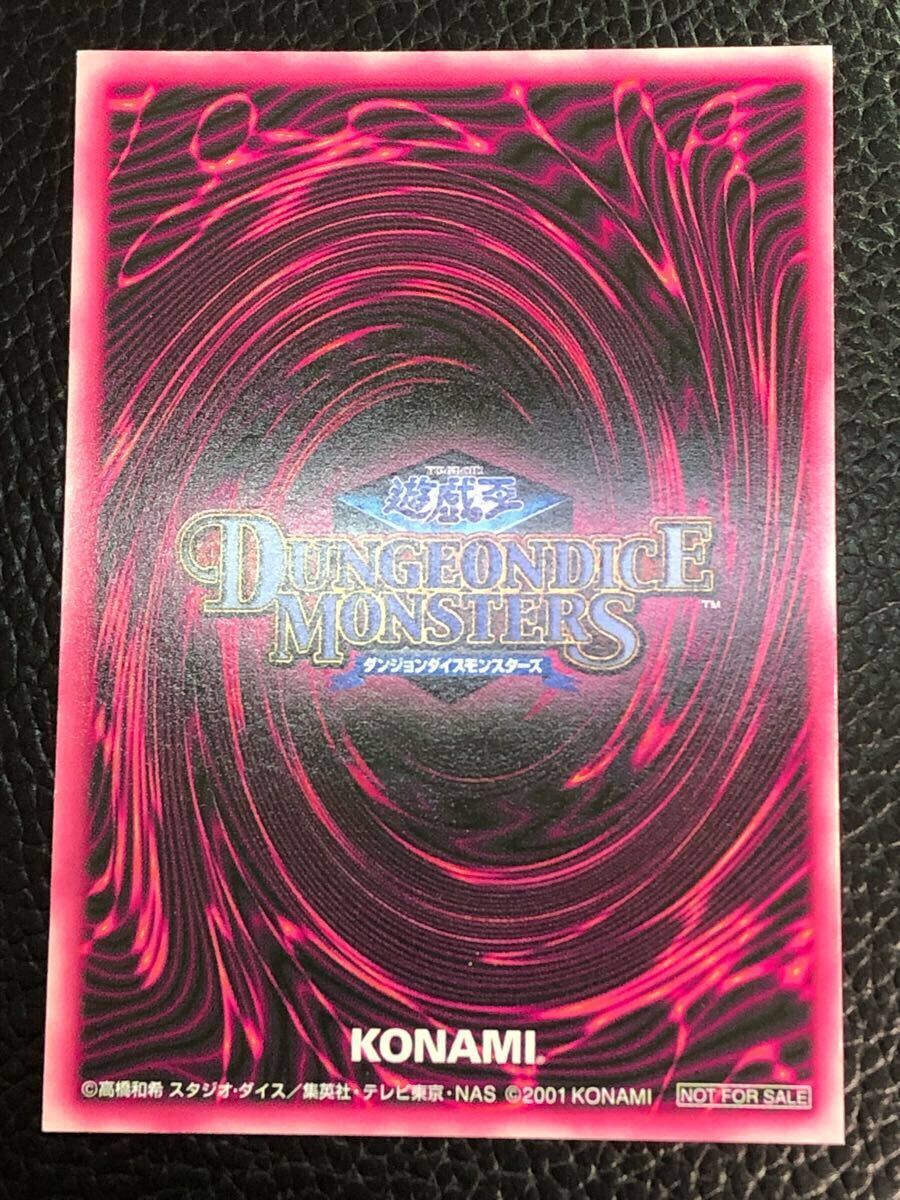 遊戯王
DUNGEONDICE
MONSTERS™
ダンジョンダイスモンスターズ
KONAMI®
©高橋和希 スタジオ・ダイス／集英社・テレビ東京・NAS ©2001 KONAMI NOT FOR SALE